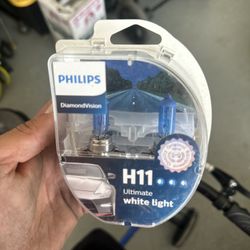 PHILIPS
DiamondVision
H11
Ultimate
white light